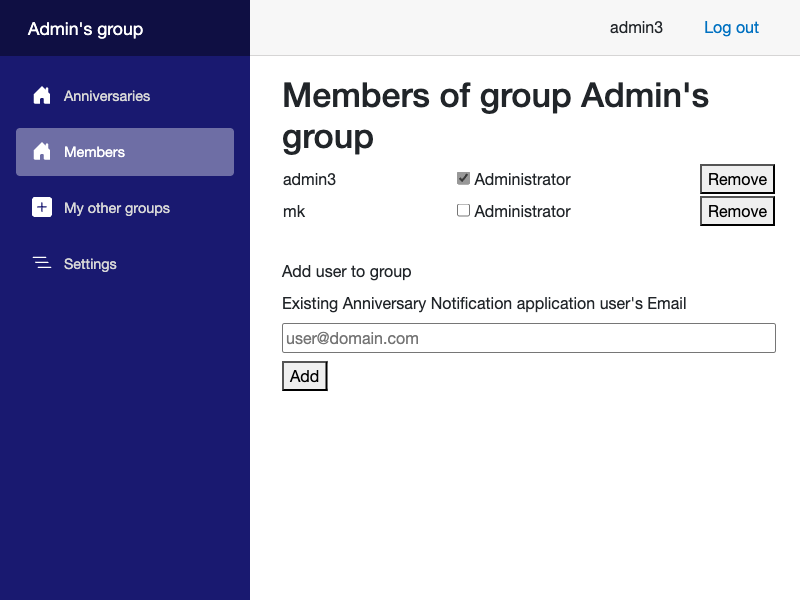 Admin's group
admin3 Log out
Anniversaries
Members
My other groups
Settings
Members of group Admin's
group
admin3 Administrator Remove
mk Administrator Remove
Add user to group
Existing Anniversary Notification application user's Email
user@domain.com
Add